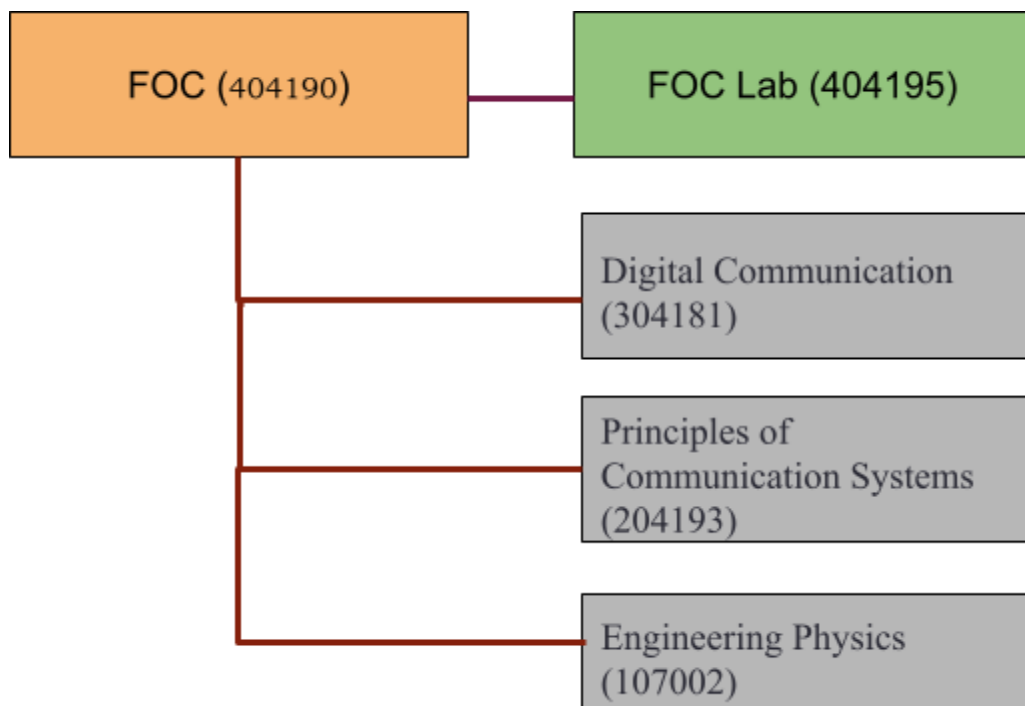 FOC (404190)
FOC Lab (404195)
Digital Communication
(304181)
Principles of
Communication Systems
(204193)
Engineering Physics
(107002)